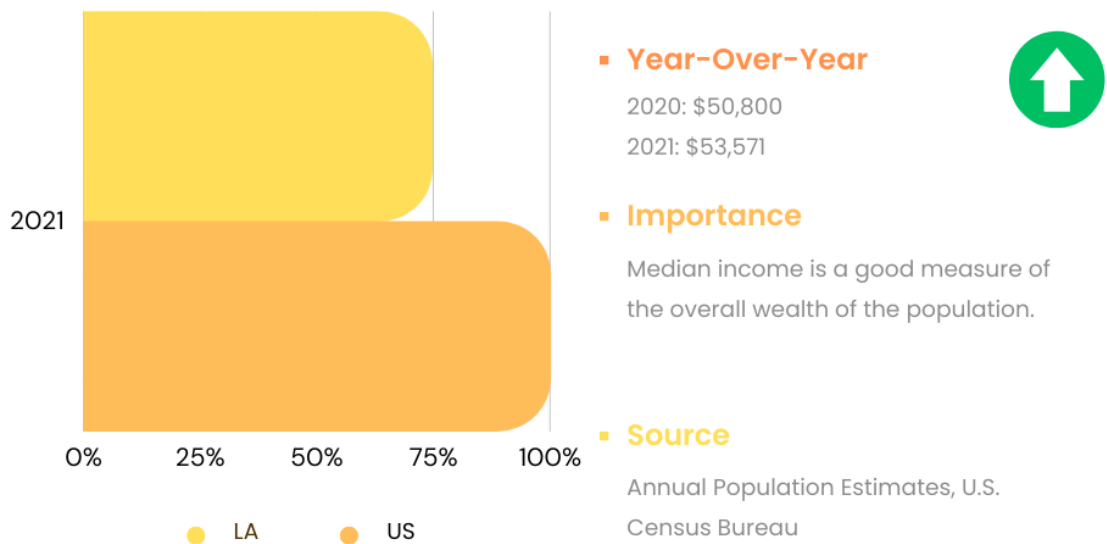 2021
0%
25%
50%
75%
100%
LA
US
Year-Over-Year
2020: $50,800
2021: $53,571
Importance
Median income is a good measure of
the overall wealth of the population.
Source
Annual Population Estimates, U.S.
Census Bureau